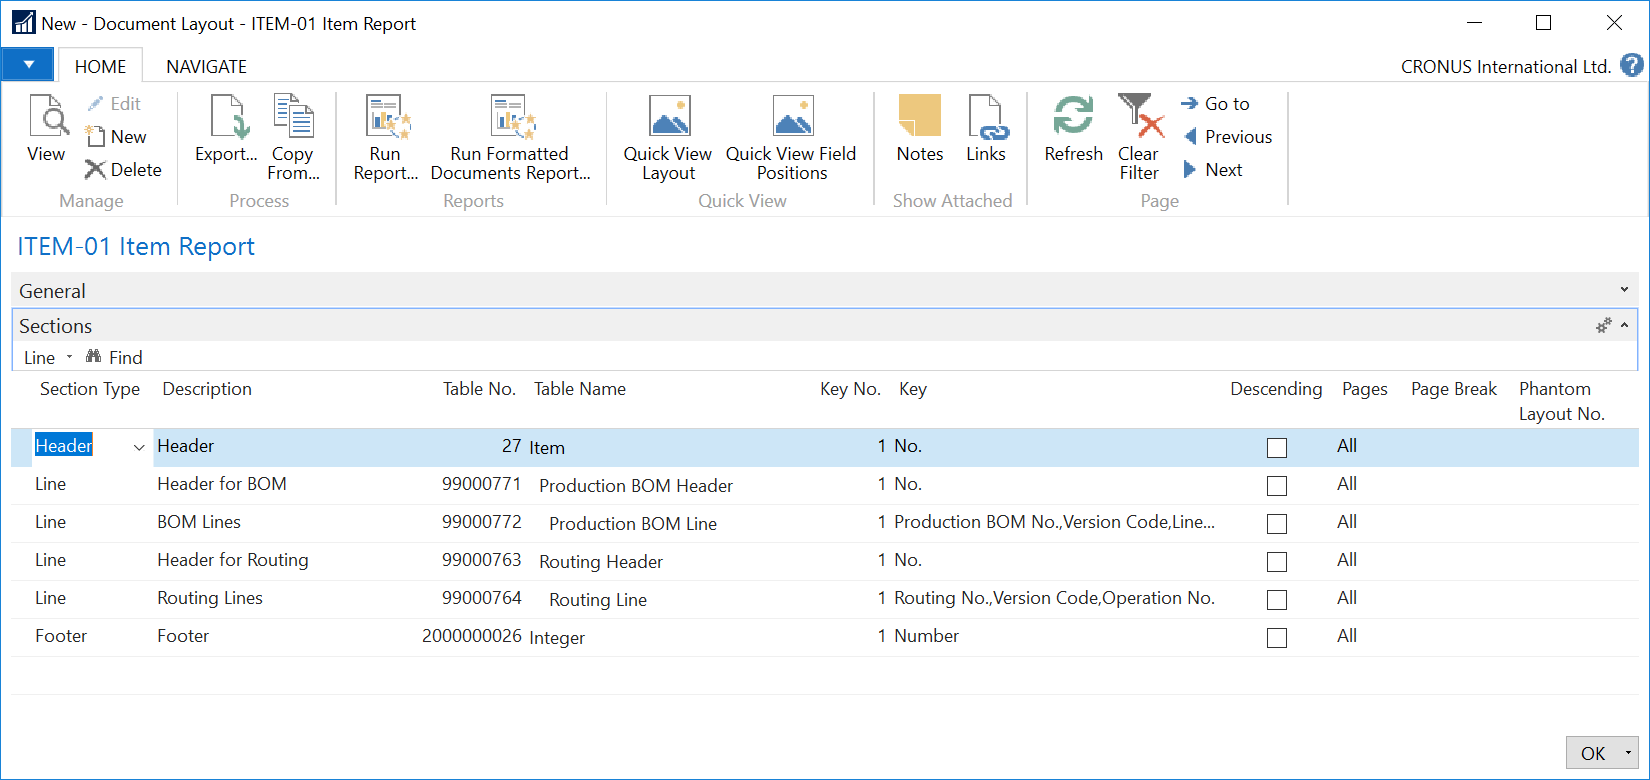 New - Document Layout - ITEM-01 Item Report
HOME NAVIGATE CRONUS International Ltd. ?
View Edit New Delete
Manage
Export... Copy From...
Process
Run Report... Run Formatted Documents Report...
Reports
Quick View Layout Quick View Field Positions
Quick View
Notes Links
Show Attached
Refresh Clear Filter Go to Previous Next
Page
ITEM-01 Item Report
General
Sections
Line Find
Section Type Description Table No. Table Name Key No. Key Descending Pages Page Break Phantom Layout No.
Header Header 27 Item 1 No. All
Line Header for BOM 99000771 Production BOM Header 1 No. All
Line BOM Lines 99000772 Production BOM Line 1 Production BOM No.,Version Code,Line... All
Line Header for Routing 99000763 Routing Header 1 No. All
Line Routing Lines 99000764 Routing Line 1 Routing No.,Version Code,Operation No. All
Footer Footer 2000000026 Integer 1 Number All
OK